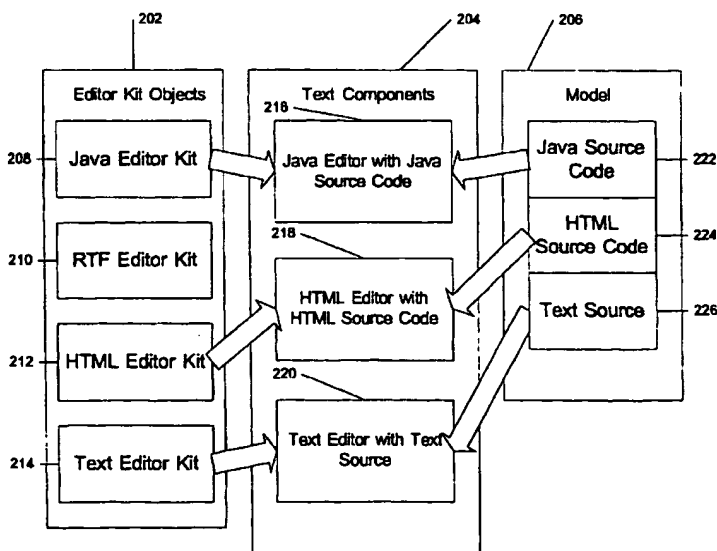 202
204
206
Editor Kit Objects
Text Components
Model
216
208
Java Editor Kit
Java Editor with Java
Source Code
Java Source
Code
222
218
210
RTF Editor Kit
HTML Editor with
HTML Source Code
HTML
Source Code
224
212
HTML Editor Kit
Text Source
226
220
214
Text Editor Kit
Text Editor with Text
Source